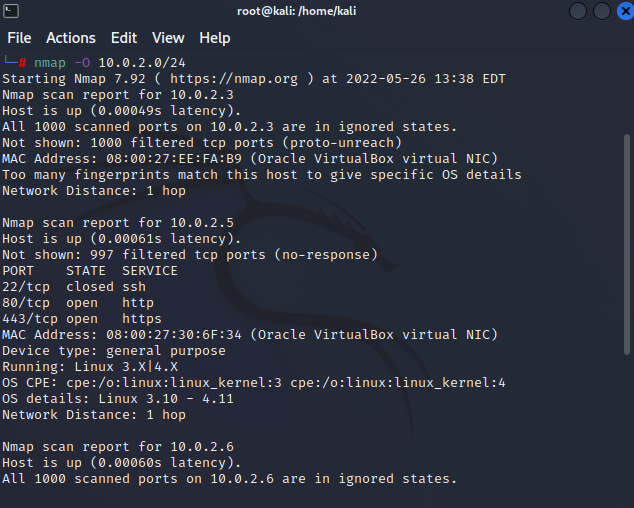 root@kali: /home/kali
File Actions Edit View Help
└─# nmap -O 10.0.2.0/24
Starting Nmap 7.92 ( https://nmap.org ) at 2022-05-26 13:38 EDT
Nmap scan report for 10.0.2.3
Host is up (0.00049s latency).
All 1000 scanned ports on 10.0.2.3 are in ignored states.
Not shown: 1000 filtered tcp ports (proto-unreach)
MAC Address: 08:00:27:EE:FA:B9 (Oracle VirtualBox virtual NIC)
Too many fingerprints match this host to give specific OS details
Network Distance: 1 hop

Nmap scan report for 10.0.2.5
Host is up (0.00061s latency).
Not shown: 997 filtered tcp ports (no-response)
PORT    STATE  SERVICE
22/tcp  closed ssh
80/tcp  open   http
443/tcp open   https
MAC Address: 08:00:27:30:6F:34 (Oracle VirtualBox virtual NIC)
Device type: general purpose
Running: Linux 3.X|4.X
OS CPE: cpe:/o:linux:linux_kernel:3 cpe:/o:linux:linux_kernel:4
OS details: Linux 3.10 - 4.11
Network Distance: 1 hop

Nmap scan report for 10.0.2.6
Host is up (0.00060s latency).
All 1000 scanned ports on 10.0.2.6 are in ignored states.